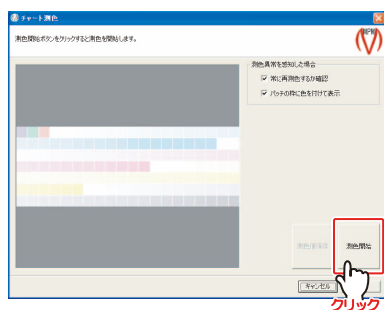 チャート測色
測色開始ボタンをクリックすると測色を開始します。
MPM
測色異常を感知した場合
常に再測色するか確認
パッチの枠に色を付けて表示
測色開始
キャンセル
クリック